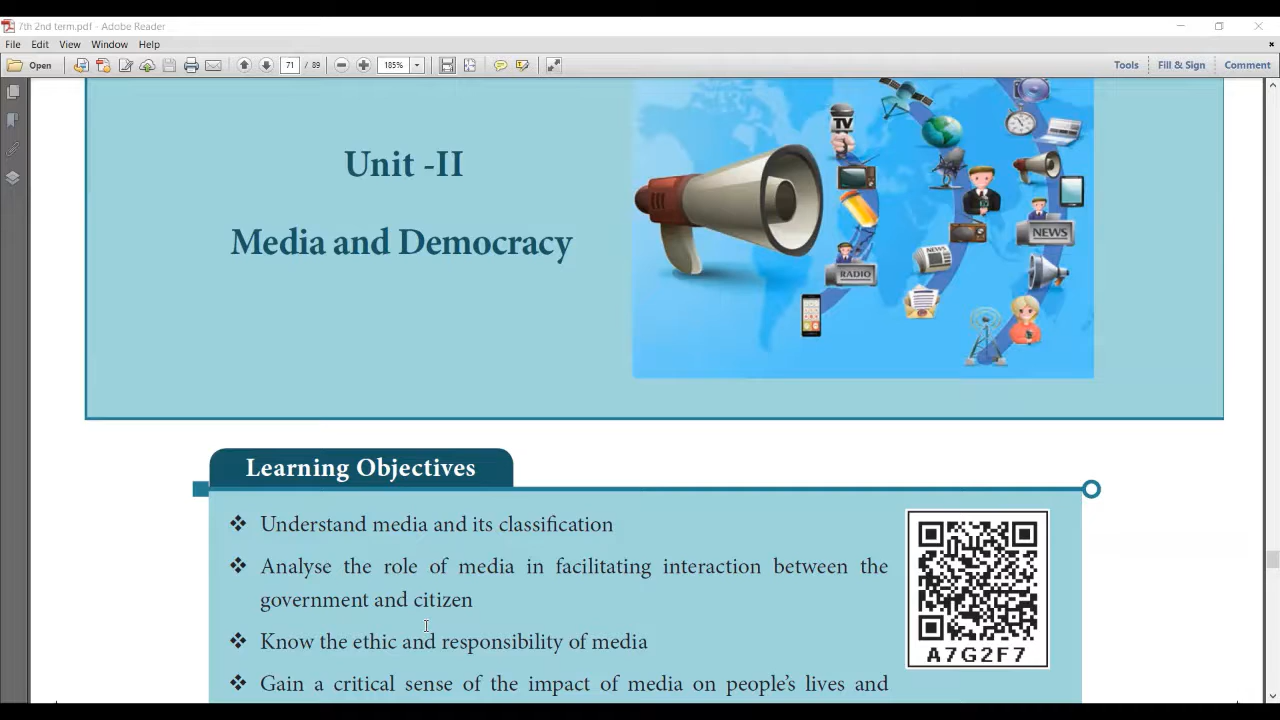 7th 2nd term.pdf - Adobe Reader
File Edit View Window Help
Open 71 / 89 185% Tools Fill & Sign Comment
TV
NEWS
NEWS
RADIO
Unit -II
Media and Democracy
Learning Objectives
❖ Understand media and its classification
❖ Analyse the role of media in facilitating interaction between the
government and citizen
❖ Know the ethic and responsibility of media
❖ Gain a critical sense of the impact of media on people's lives and
A7G2F7